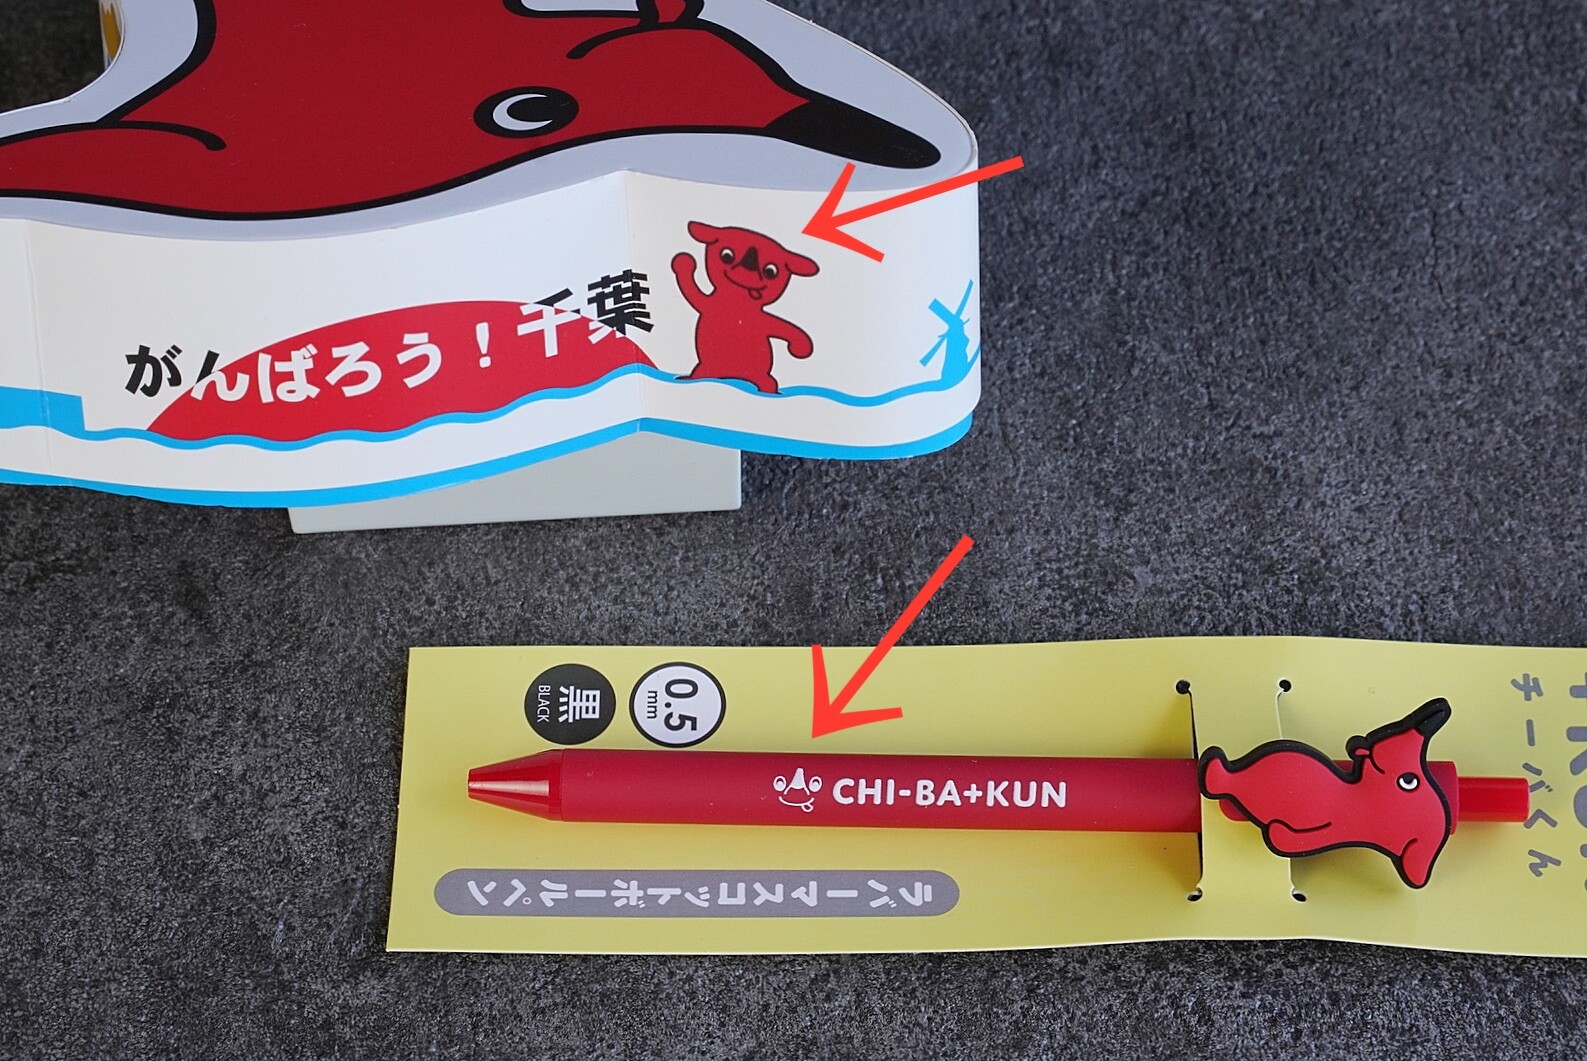 がんばろう！千葉
黒
BLACK
0.5
mm
CHI-BA+KUN
チーバくん
ラバーマスコットボールペン